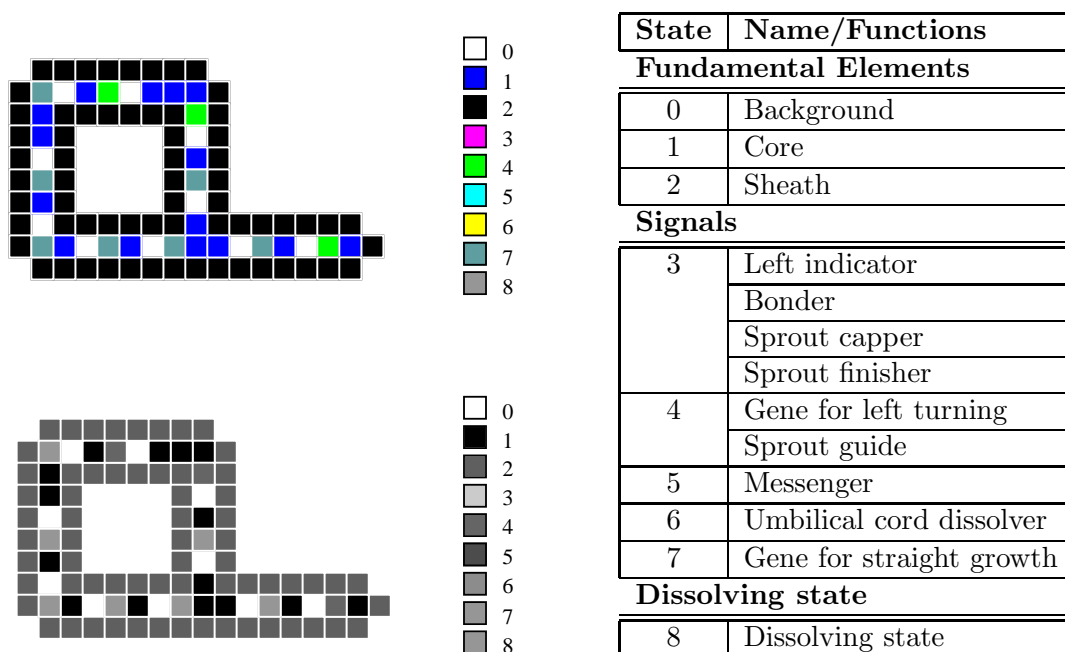 0
1
2
3
4
5
6
7
8
0
1
2
3
4
5
6
7
8
State Name/Functions
Fundamental Elements
0 Background
1 Core
2 Sheath
Signals
3 Left indicator
Bonder
Sprout capper
Sprout finisher
4 Gene for left turning
Sprout guide
5 Messenger
6 Umbilical cord dissolver
7 Gene for straight growth
Dissolving state
8 Dissolving state